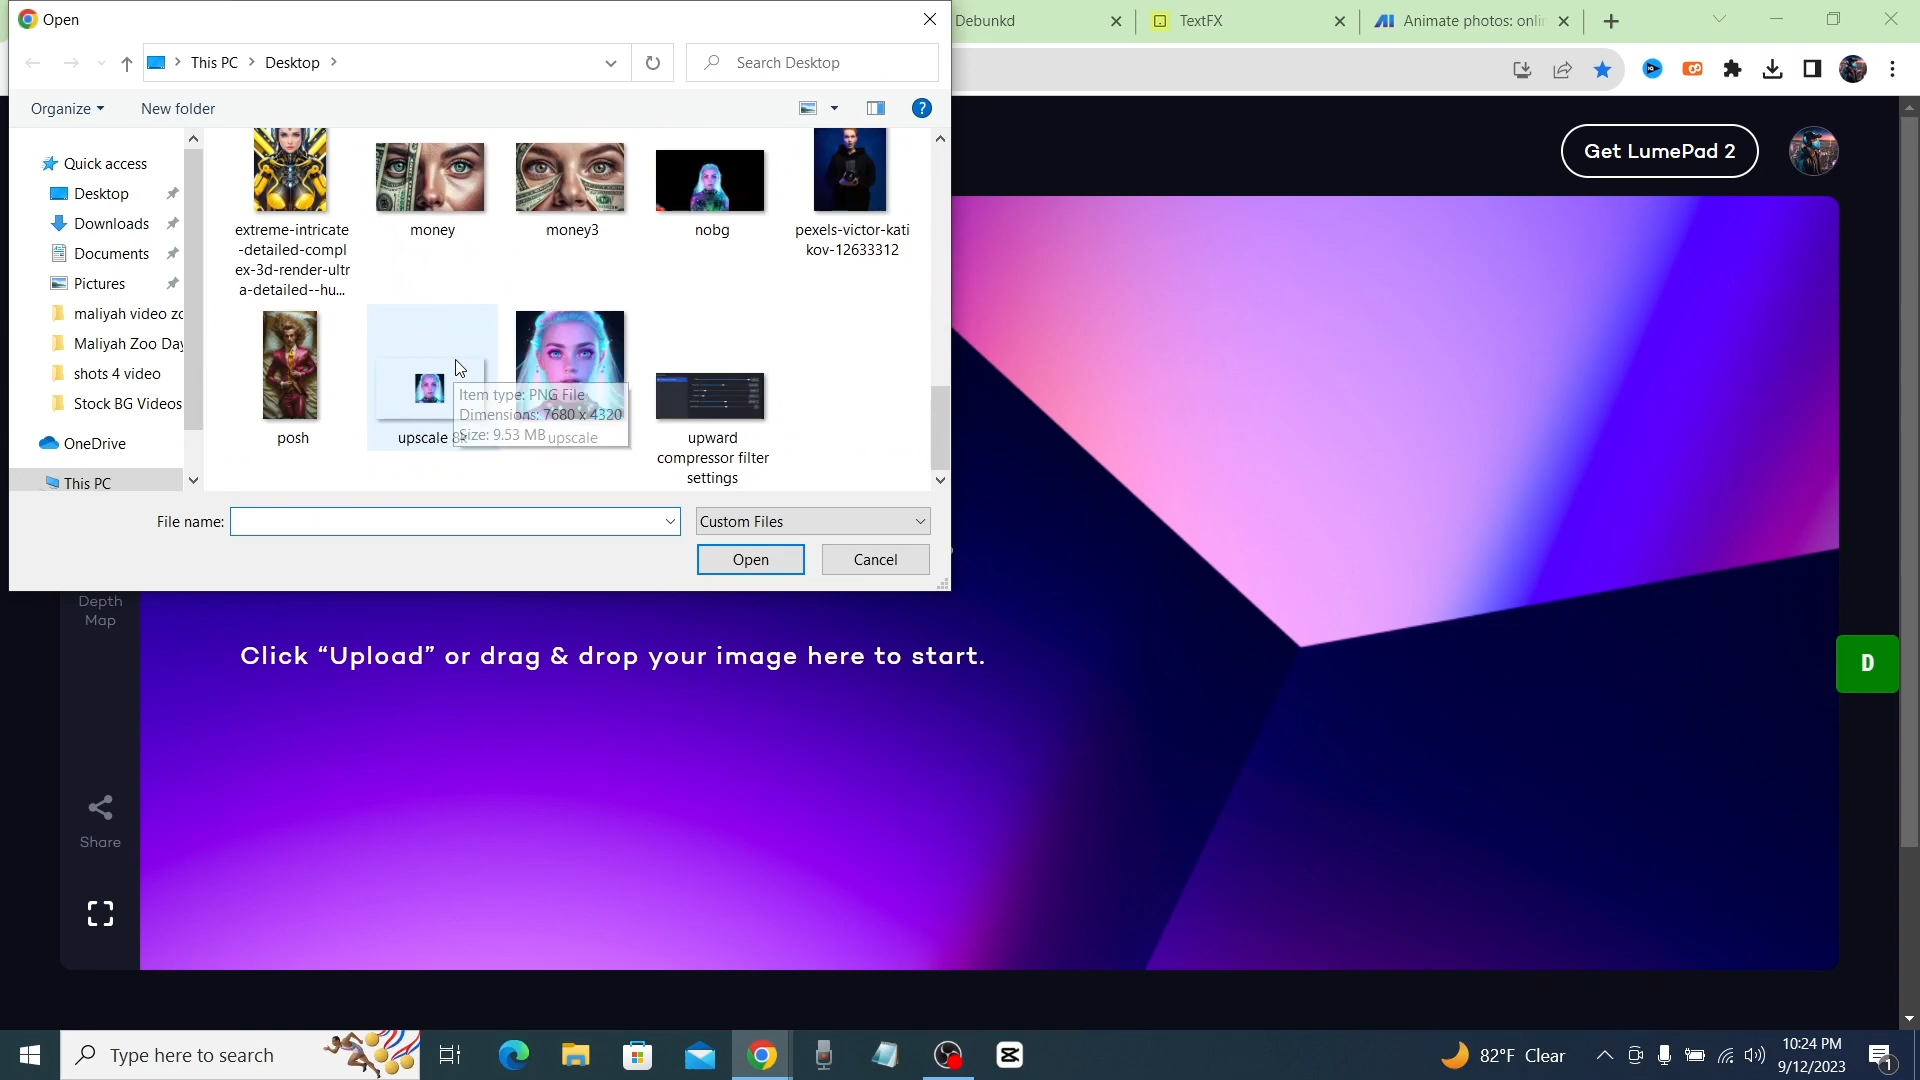 Open
Debunkd
TextFX
Animate photos: onlin
This PC
Desktop
Search Desktop
Organize
New folder
Get LumePad 2
Quick access
Desktop
Downloads
Documents
Pictures
maliyah video zo
Maliyah Zoo Day
shots 4 video
Stock BG Videos
OneDrive
This PC
extreme-intricate
-detailed-compl
ex-3d-render-ultr
a-detailed--hu...
money
money3
nobg
pexels-victor-kati
kov-12633312
posh
upscale 8k
upscale
upward
compressor filter
settings
Item type: PNG File
Dimensions: 7680 x 4320
Size: 9.53 MB
File name:
Custom Files
Open
Cancel
Depth
Map
Click “Upload” or drag & drop your image here to start.
D
Share
Type here to search
82°F Clear
10:24 PM
9/12/2023
1